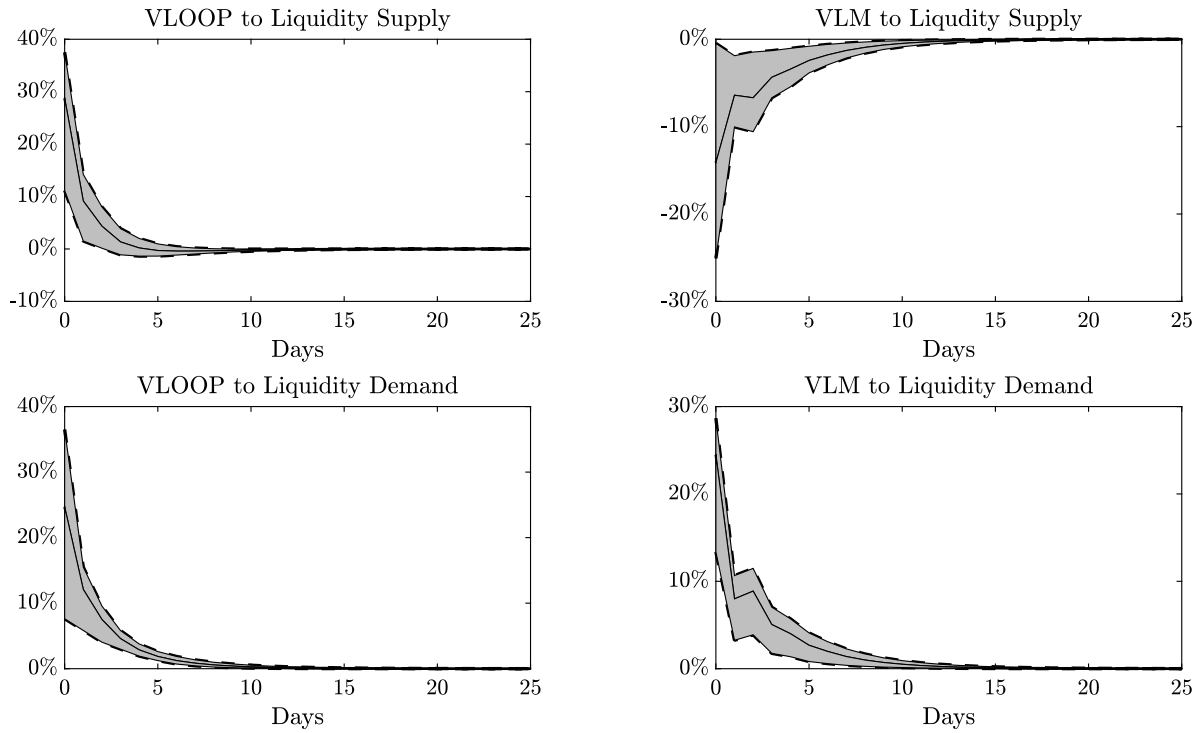 VLOOP to Liquidity Supply
40%
30%
20%
10%
0%
-10%
0 5 10 15 20 25
Days
VLM to Liqudity Supply
0%
-10%
-20%
-30%
0 5 10 15 20 25
Days
VLOOP to Liquidity Demand
40%
30%
20%
10%
0%
0 5 10 15 20 25
Days
VLM to Liquidity Demand
30%
20%
10%
0%
0 5 10 15 20 25
Days